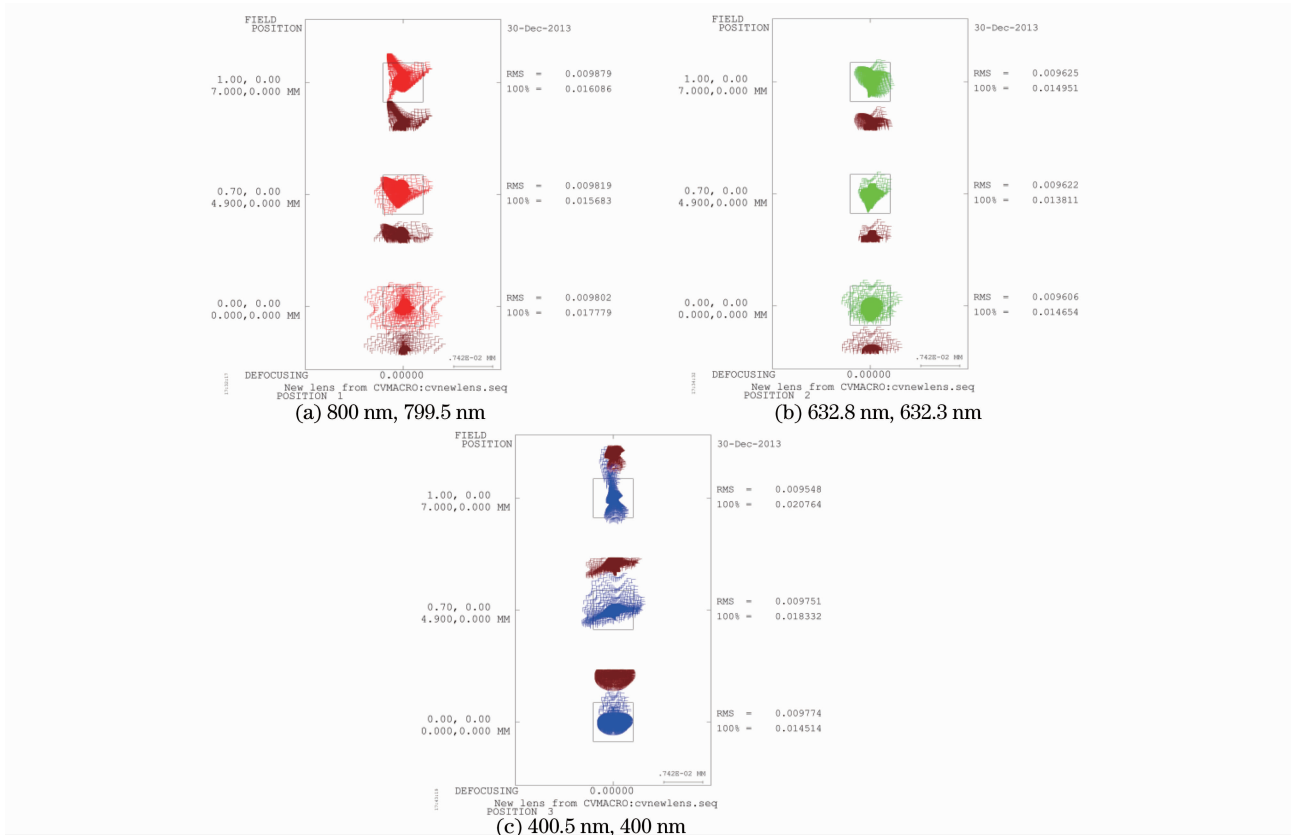 FIELD
POSITION
30-Dec-2013
1.00, 0.00
7.000,0.000 MM
RMS = 0.009879
100% = 0.016086
0.70, 0.00
4.900,0.000 MM
RMS = 0.009819
100% = 0.015683
0.00, 0.00
0.000,0.000 MM
RMS = 0.009802
100% = 0.017779
.742E-02 MM
DEFOCUSING 0.00000
New lens from CVMACRO:cvnewlens.seq
POSITION 1
(a) 800 nm, 799.5 nm
FIELD
POSITION
30-Dec-2013
1.00, 0.00
7.000,0.000 MM
RMS = 0.009625
100% = 0.014951
0.70, 0.00
4.900,0.000 MM
RMS = 0.009622
100% = 0.013811
0.00, 0.00
0.000,0.000 MM
RMS = 0.009606
100% = 0.014654
.742E-02 MM
DEFOCUSING 0.00000
New lens from CVMACRO:cvnewlens.seq
POSITION 2
(b) 632.8 nm, 632.3 nm
FIELD
POSITION
30-Dec-2013
1.00, 0.00
7.000,0.000 MM
RMS = 0.009548
100% = 0.020764
0.70, 0.00
4.900,0.000 MM
RMS = 0.009751
100% = 0.018332
0.00, 0.00
0.000,0.000 MM
RMS = 0.009774
100% = 0.014514
.742E-02 MM
DEFOCUSING 0.00000
New lens from CVMACRO:cvnewlens.seq
POSITION 3
(c) 400.5 nm, 400 nm